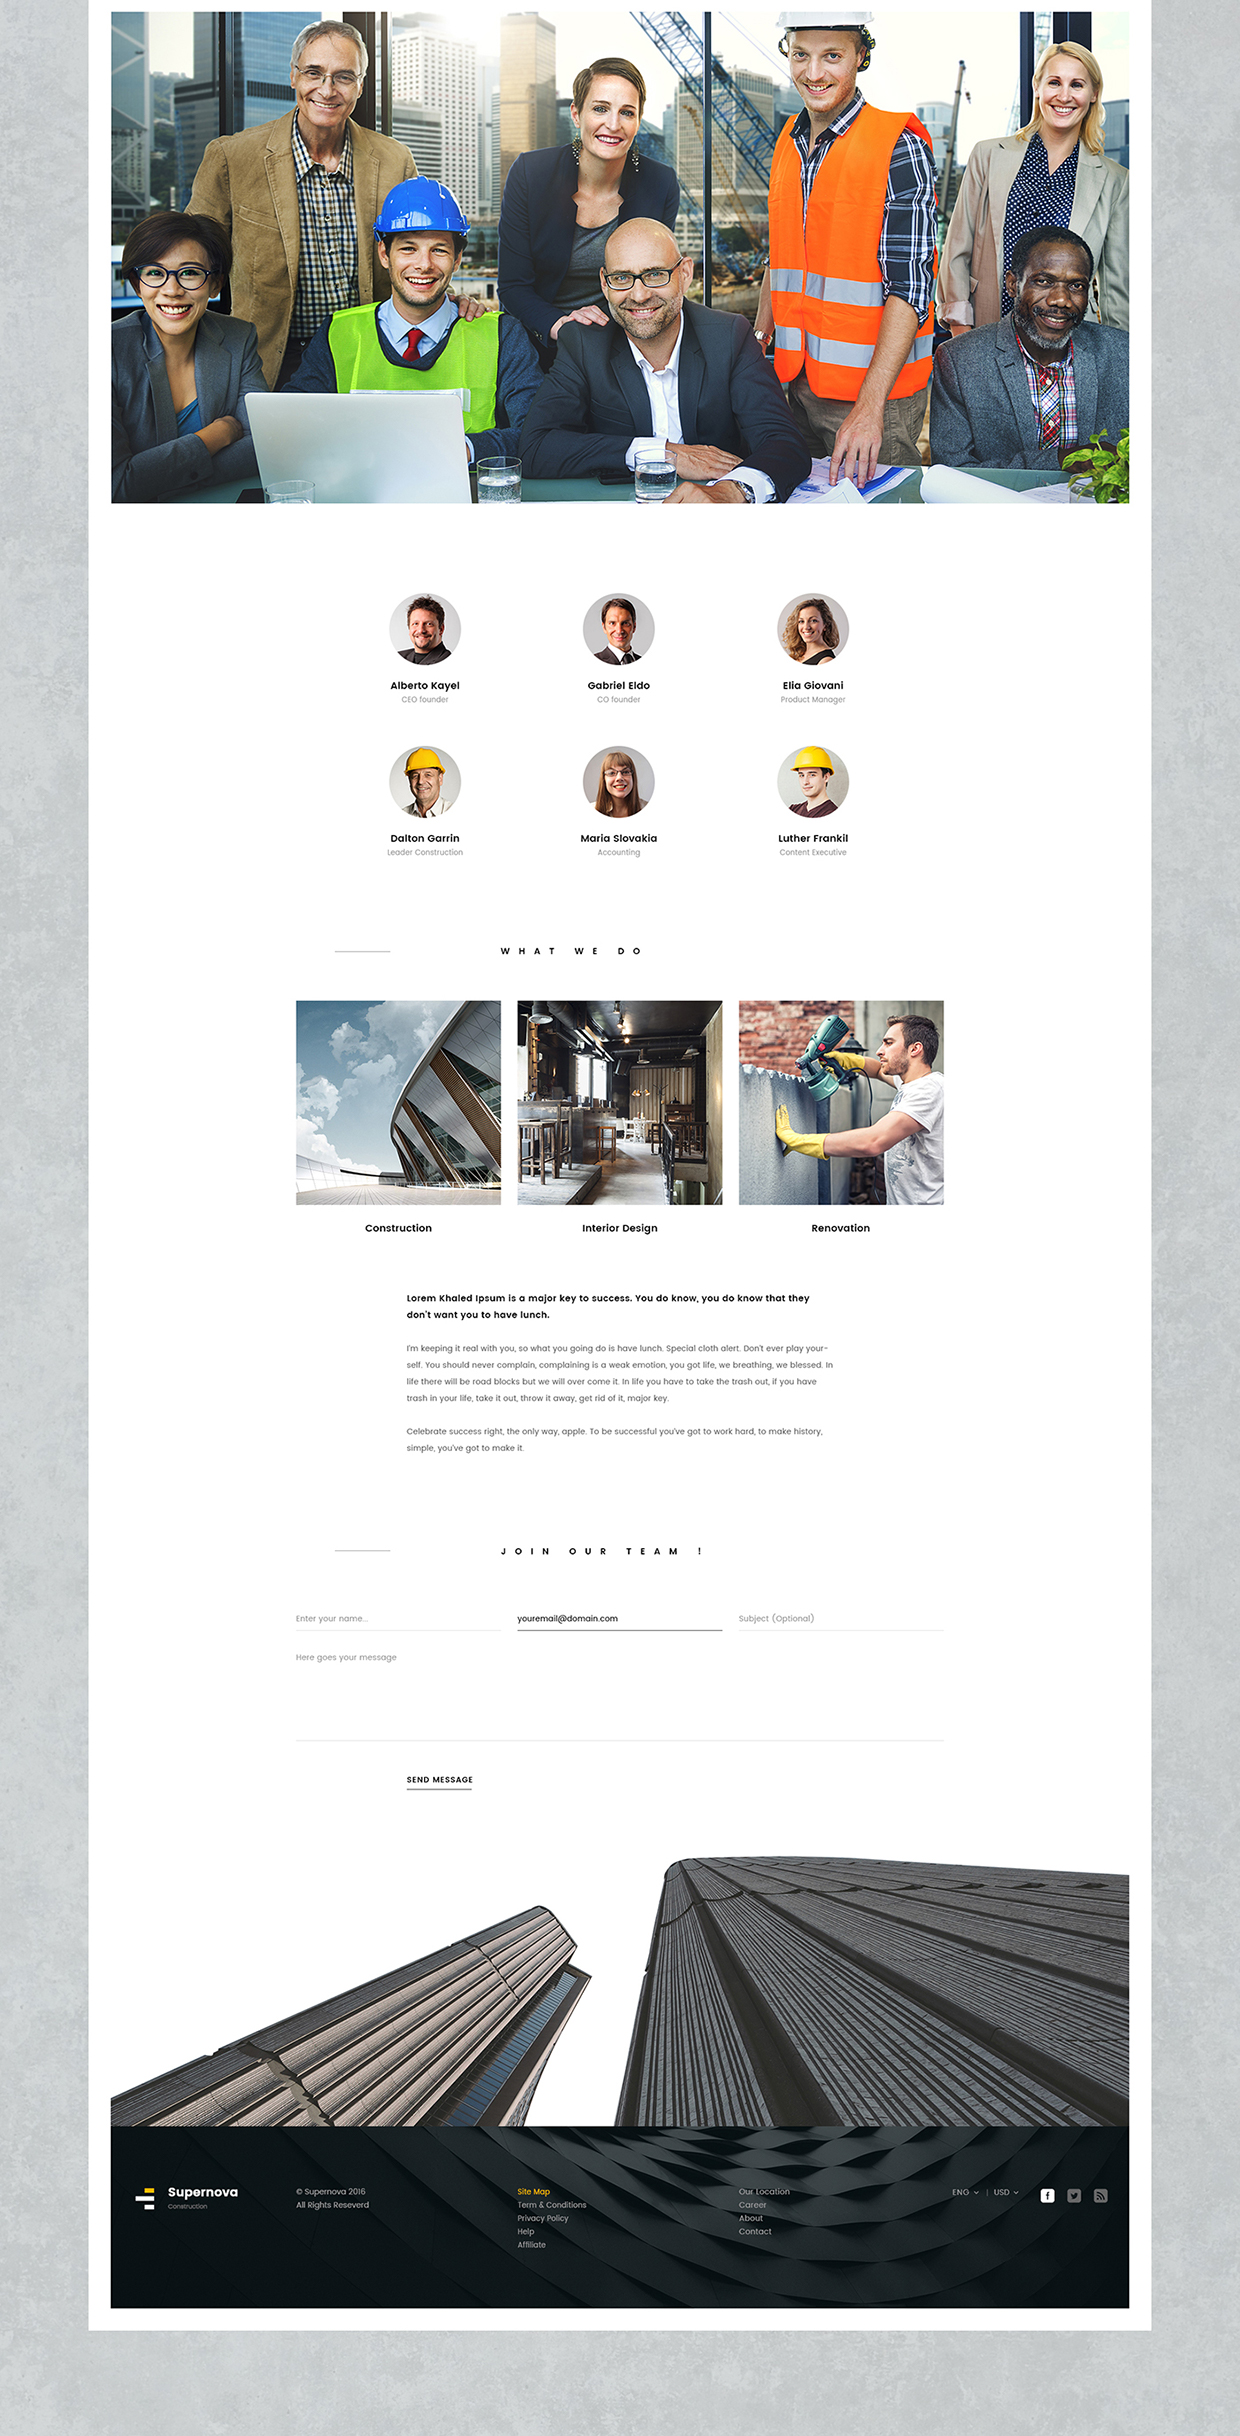 Alberto Kayel
CEO founder
Gabriel Eldo
CO founder
Elia Giovani
Product Manager
Dalton Garrin
Leader Construction
Maria Slovakia
Accounting
Luther Frankil
Content Executive
WHAT WE DO
Construction
Interior Design
Renovation
Lorem Khaled Ipsum is a major key to success. You do know, you do know that they
don't want you to have lunch.
I'm keeping it real with you, so what you going do is have lunch. Special cloth alert. Don't ever play your-
self. You should never complain, complaining is a weak emotion, you got life, we breathing, we blessed. In
life there will be road blocks but we will over come it. In life you have to take the trash out, if you have
trash in your life, take it out, throw it away, get rid of it, major key.
Celebrate success right, the only way, apple. To be successful you've got to work hard, to make history,
simple, you've got to make it.
JOIN OUR TEAM !
Enter your name...
youremail@domain.com
Subject (Optional)
Here goes your message
SEND MESSAGE
Supernova
Construction
© Supernova 2016
All Rights Reseverd
Site Map
Term & Conditions
Privacy Policy
Help
Affiliate
Our Location
Career
About
Contact
ENG | USD